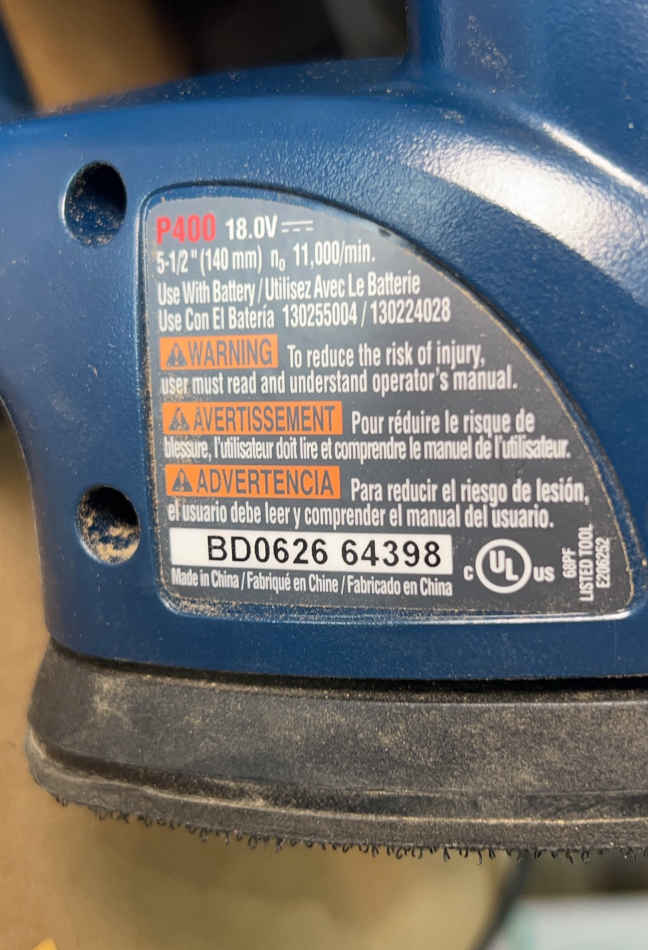 P400 18.0V
5-1/2" (140 mm) n₀ 11,000/min.
Use With Battery / Utilisez Avec Le Batterie
Use Con El Batería 130255004 / 130224028
WARNING To reduce the risk of injury,
user must read and understand operator's manual.
AVERTISSEMENT Pour réduire le risque de
blessure, l'utilisateur doit lire et comprendre le manuel de l'utilisateur.
ADVERTENCIA Para reducir el riesgo de lesión,
el usuario debe leer y comprender el manual del usuario.
BD0626 64398
Made in China / Fabriqué en Chine / Fabricado en China
C UL US
68PF
LISTED TOOL
E206252